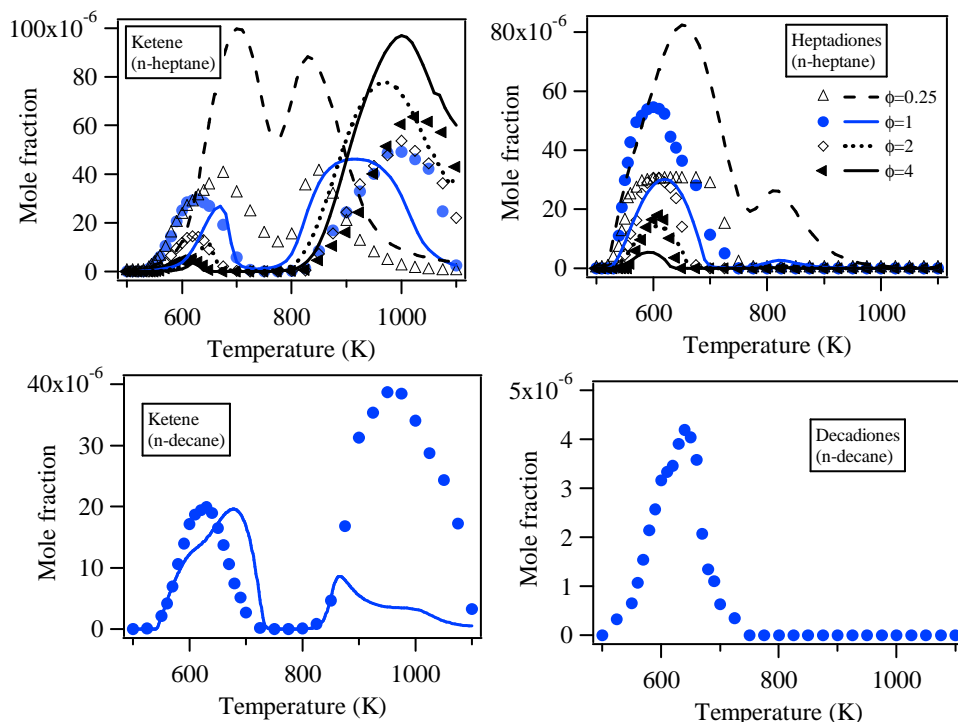 100x10-6
80
60
40
20
0
Mole fraction
Ketene
(n-heptane)
600
800
1000
Temperature (K)
80x10-6
60
40
20
0
Mole fraction
Heptadiones
(n-heptane)
ϕ=0.25
ϕ=1
ϕ=2
ϕ=4
600
800
1000
Temperature (K)
40x10-6
30
20
10
0
Mole fraction
Ketene
(n-decane)
600
800
1000
Temperature (K)
5x10-6
4
3
2
1
0
Mole fraction
Decadiones
(n-decane)
600
800
1000
Temperature (K)